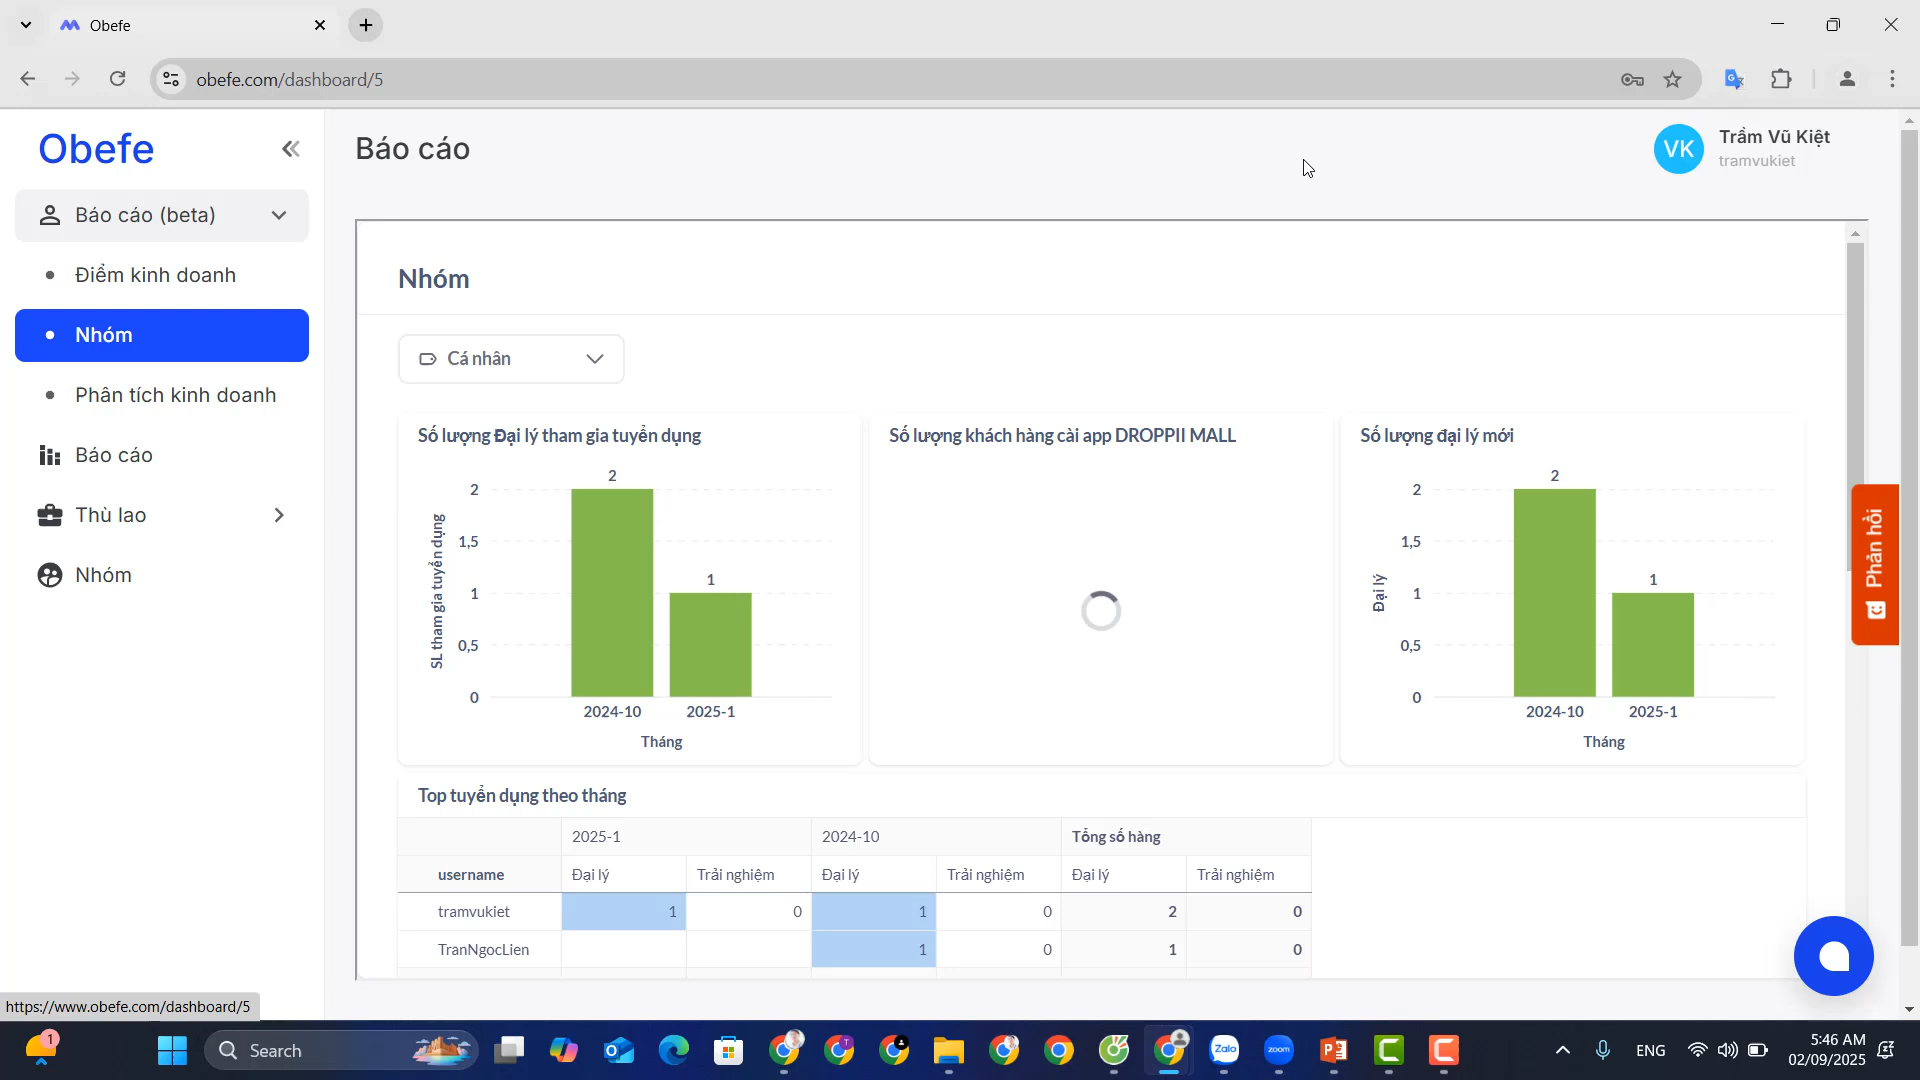 Obefe
obefe.com/dashboard/5
Obefe
Báo cáo
VK
Trầm Vũ Kiệt
tramvukiet
Báo cáo (beta)
Điểm kinh doanh
Nhóm
Phân tích kinh doanh
Báo cáo
Thù lao
Nhóm
Nhóm
Cá nhân
Số lượng Đại lý tham gia tuyển dụng
SL tham gia tuyển dụng
2
1,5
1
0,5
0
2
1
2024-10
2025-1
Tháng
Số lượng khách hàng cài app DROPPII MALL
Số lượng đại lý mới
Đại lý
2
1,5
1
0,5
0
2
1
2024-10
2025-1
Tháng
Phản hồi
Top tuyển dụng theo tháng
2025-1 2024-10 Tổng số hàng
username Đại lý Trải nghiệm Đại lý Trải nghiệm Đại lý Trải nghiệm
tramvukiet 1 0 1 0 2 0
TranNgocLien 1 0 1 0
https://www.obefe.com/dashboard/5
1
Search
T
Zalo
zoom
ENG
5:46 AM
02/09/2025